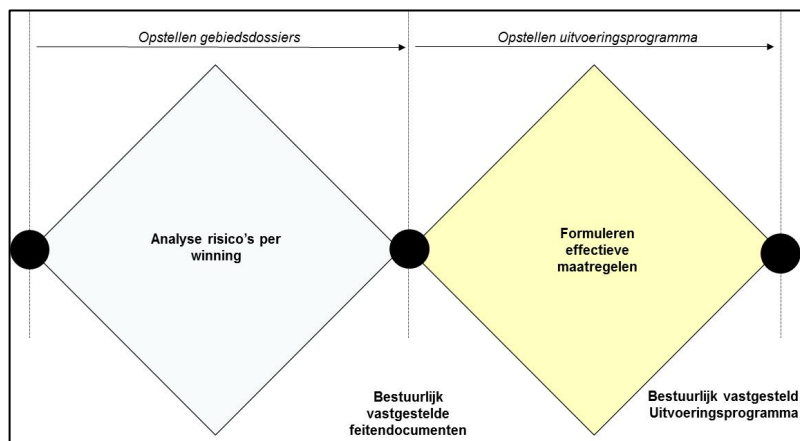 Opstellen gebiedsdossiers
Opstellen uitvoeringsprogramma
Analyse risico's per
winning
Formuleren
effectieve
maatregelen
Bestuurlijk
vastgestelde
feitendocumenten
Bestuurlijk vastgesteld
Uitvoeringsprogramma